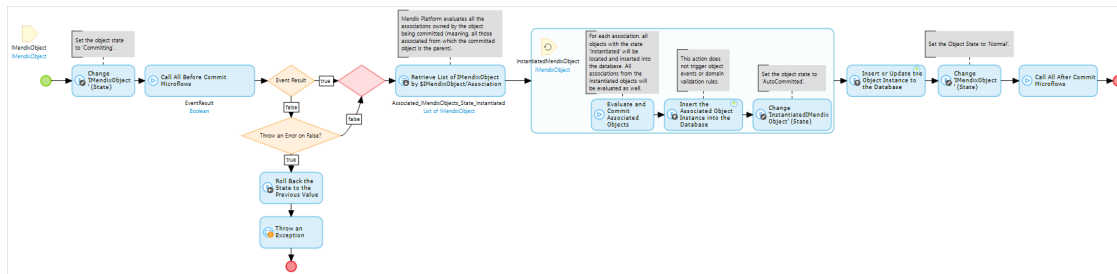 IMendixObject
IMendixObject
Set the object state
to 'Committing'.
Change
'IMendixObject'
(State)
Call All Before Commit
Microflows
EventResult
Boolean
Event Result
true
false
Throw an Error on False?
false
true
Roll Back the
State to the
Previous Value
Throw an
Exception
Mendix Platform evaluates all the
associations owned by the object
being committed (meaning, all those
associated from which the committed
object is the parent).
Retrieve List of IMendixObject
by $IMendixObject/Association
Associated_IMendixObjects_State_Instantiated
List of IMendixObject
InstantiatedIMendixObject
IMendixObject
For each association, all
objects with the state
'Instantiated' will be
located and inserted into
the database. All
associations from the
instantiated objects will
be evaluated as well.
Evaluate and
Commit
Associated
Objects
This action does
not trigger object
events or domain
validation rules.
Insert the
Associated Object
Instance into the
Database
Set the object state to
'AutoCommitted'.
Change
'InstantiatedIMendix
Object' (State)
Insert or Update the
Object Instance to
the Database
Set the Object State to 'Normal'.
Change
'IMendixObject'
(State)
Call All After Commit
Microflows